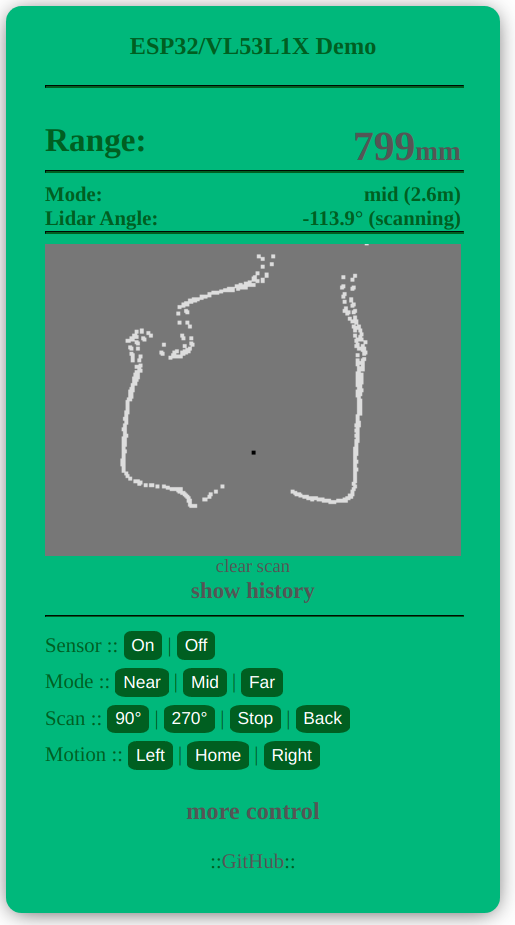 ESP32/VL53L1X Demo
Range: 799mm
Mode: mid (2.6m)
Lidar Angle: -113.9° (scanning)
clear scan
show history
Sensor :: On | Off
Mode :: Near | Mid | Far
Scan :: 90° | 270° | Stop | Back
Motion :: Left | Home | Right
more control
::GitHub::